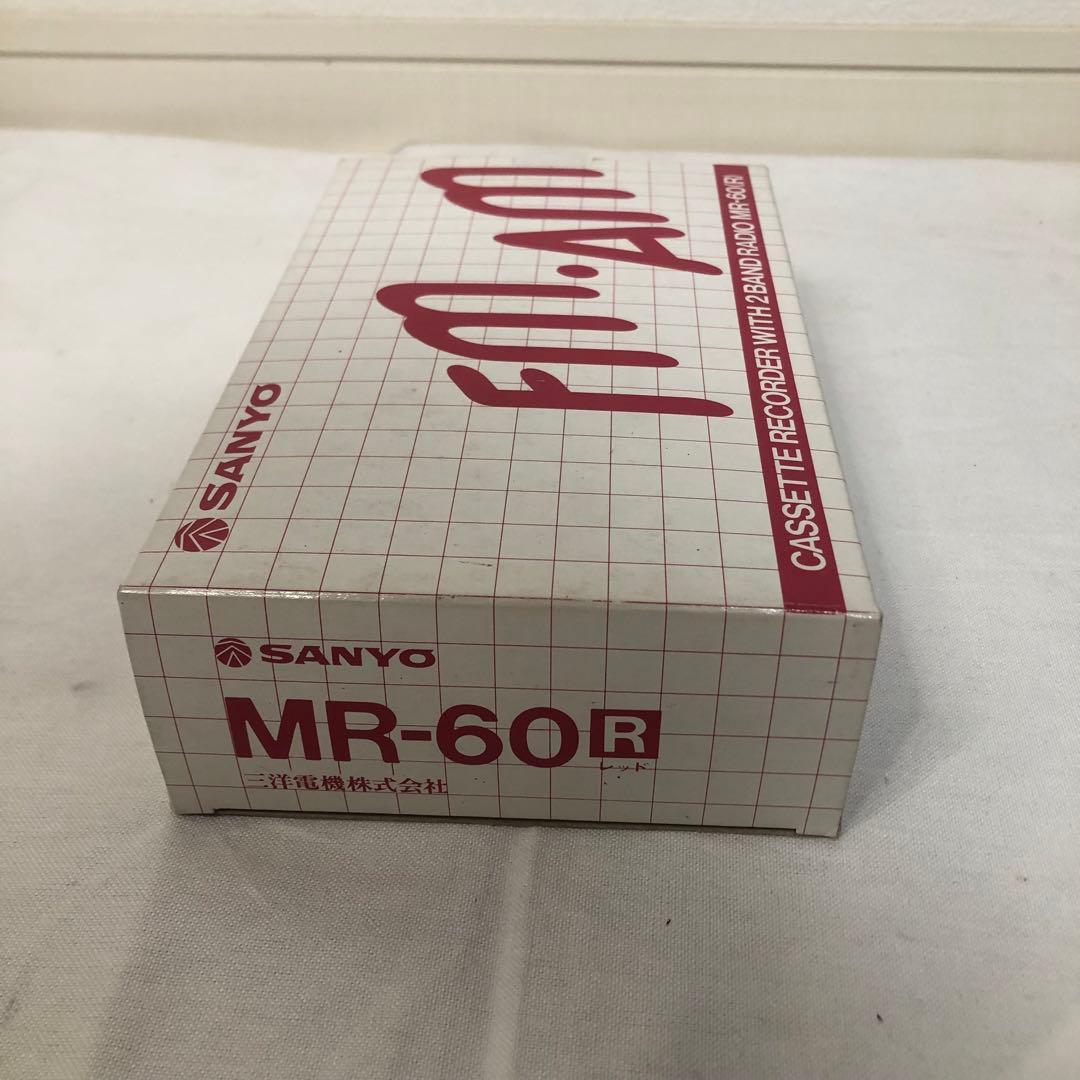 FM·AM
SANYO
CASSETTE RECORDER WITH 2 BAND RADIO MR-60(R)
SANYO
MR-60 R
レッド
三洋電機株式会社